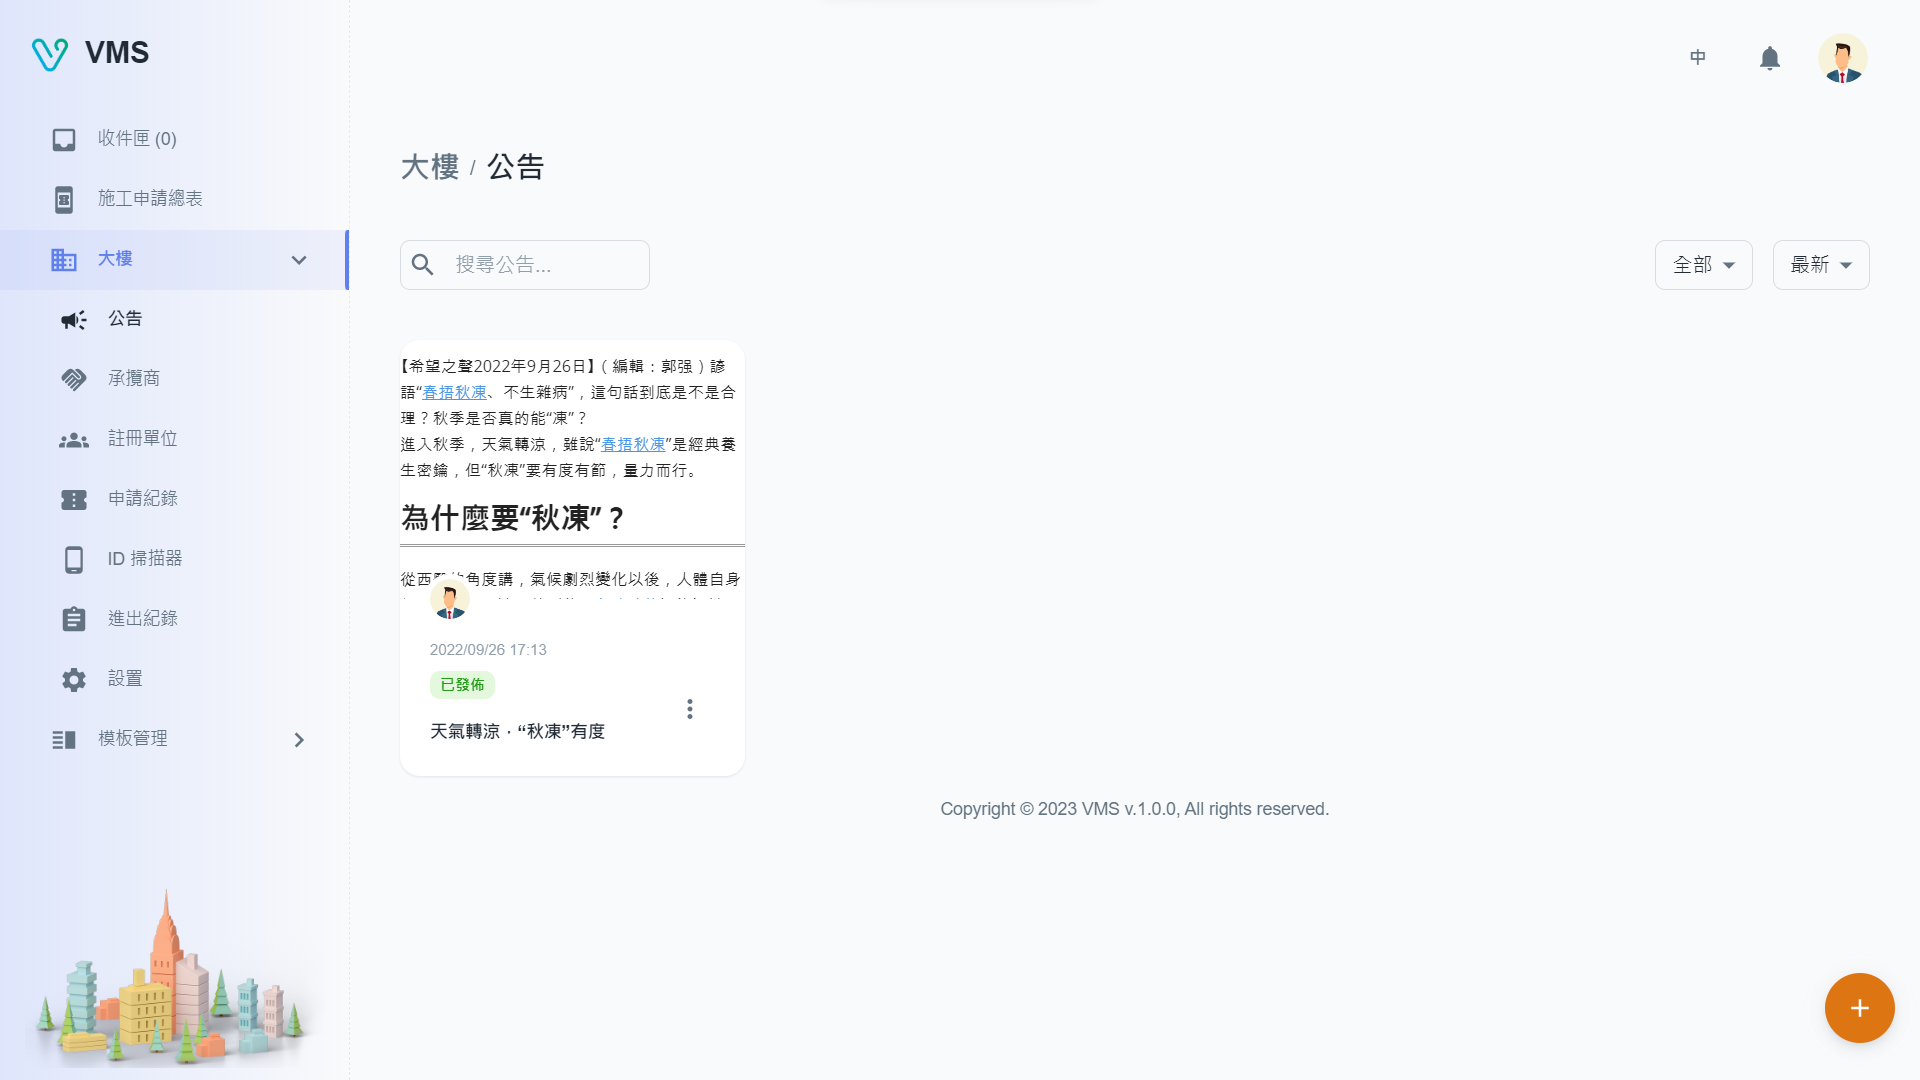 VMS
中
收件匣 (0)
施工申請總表
大樓
公告
承攬商
註冊單位
申請紀錄
ID 掃描器
進出紀錄
設置
模板管理
大樓 / 公告
搜尋公告...
全部
最新
【希望之聲2022年9月26日】（編輯：郭强）諺
語“春捂秋凍、不生雜病”，這句話到底是不是合
理？秋季是否真的能“凍”？
進入秋季，天氣轉涼，雖說“春捂秋凍”是經典養
生密鑰，但“秋凍”要有度有節，量力而行。
為什麼要“秋凍”？
從西醫的角度講，氣候劇烈變化以後，人體自身
2022/09/26 17:13
已發佈
天氣轉涼．“秋凍”有度
Copyright © 2023 VMS v.1.0.0, All rights reserved.